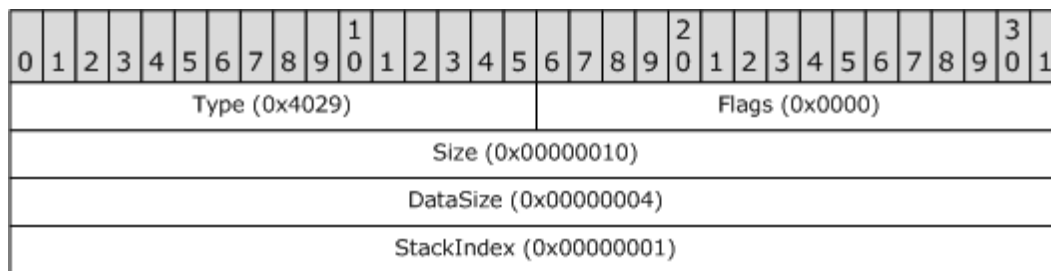 1 2 3
0 1 2 3 4 5 6 7 8 9 0 1 2 3 4 5 6 7 8 9 0 1 2 3 4 5 6 7 8 9 0 1
Type (0x4029) Flags (0x0000)
Size (0x00000010)
DataSize (0x00000004)
StackIndex (0x00000001)